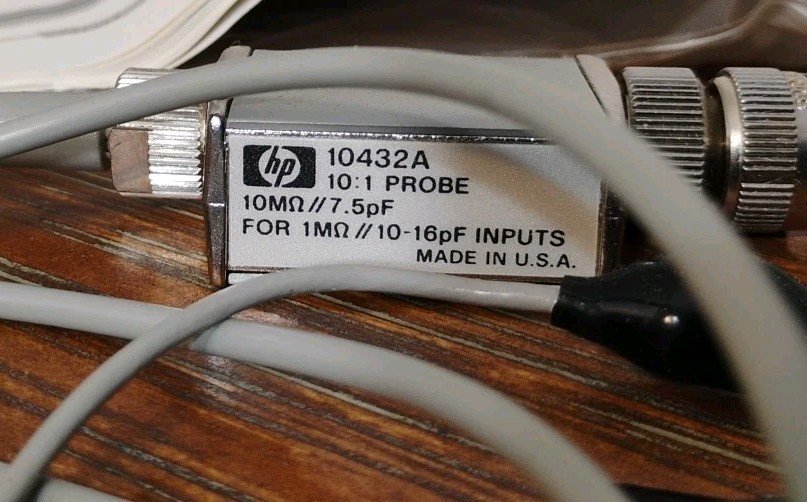 hp 10432A
10:1 PROBE
10MΩ//7.5pF
FOR 1MΩ//10-16pF INPUTS
MADE IN U.S.A.